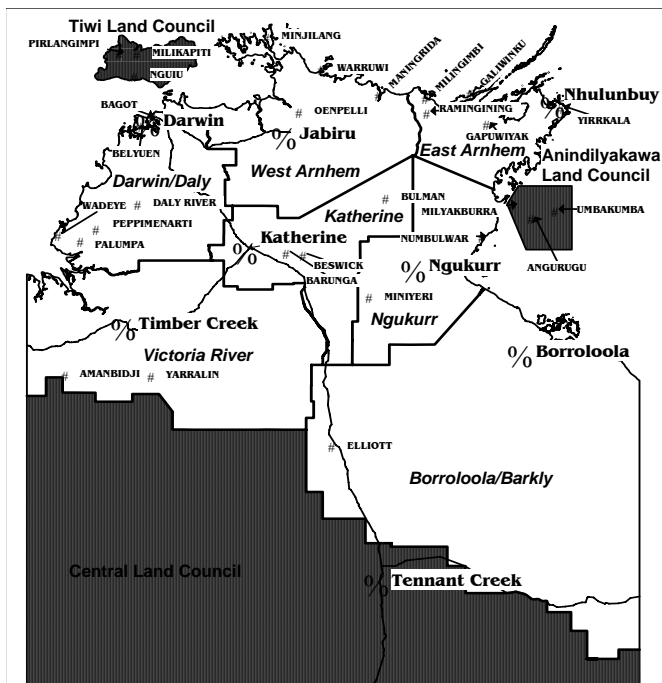 Tiwi Land Council
PIRLANGIMPI
MILIKAPITI
NGUIU
MINJILANG
WARRUWI
MANINGRIDA
MILINGIMBI
GALIWINKU
BAGOT
% Darwin
OENPELLI
% Jabiru
RAMINGINING
GAPUWIYAK
% Nhulunbuy
YIRRKALA
BELYUEN
West Arnhem
East Arnhem
Anindilyakawa
Land Council
Darwin/Daly
WADEYE
DALY RIVER
PEPPIMENARTI
PALUMPA
Katherine
BULMAN
MILYAKBURRA
UMBAKUMBA
ANGURUGU
NUMBULWAR
% Katherine
BESWICK
BARUNGA
% Ngukurr
MINIYERI
Ngukurr
% Timber Creek
Victoria River
AMANBIDJI
YARRALIN
% Borroloola
ELLIOTT
Borroloola/Barkly
Central Land Council
% Tennant Creek